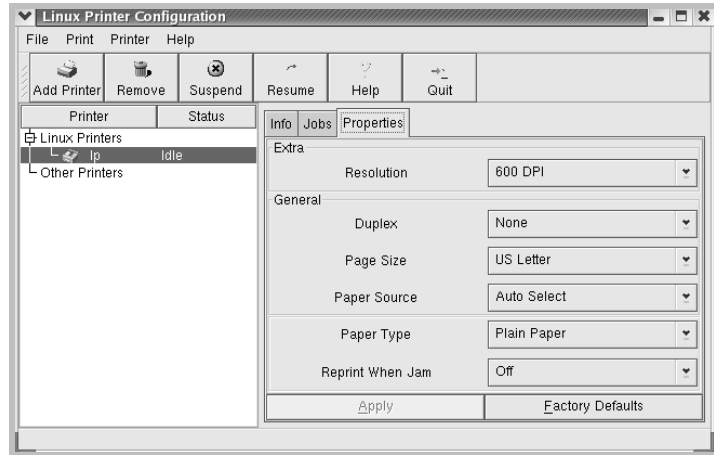 Linux Printer Configuration
File Print Printer Help
Add Printer Remove Suspend Resume Help Quit
Printer Status
Linux Printers
lp Idle
Other Printers
Info Jobs Properties
Extra
Resolution 600 DPI
General
Duplex None
Page Size US Letter
Paper Source Auto Select
Paper Type Plain Paper
Reprint When Jam Off
Apply Factory Defaults